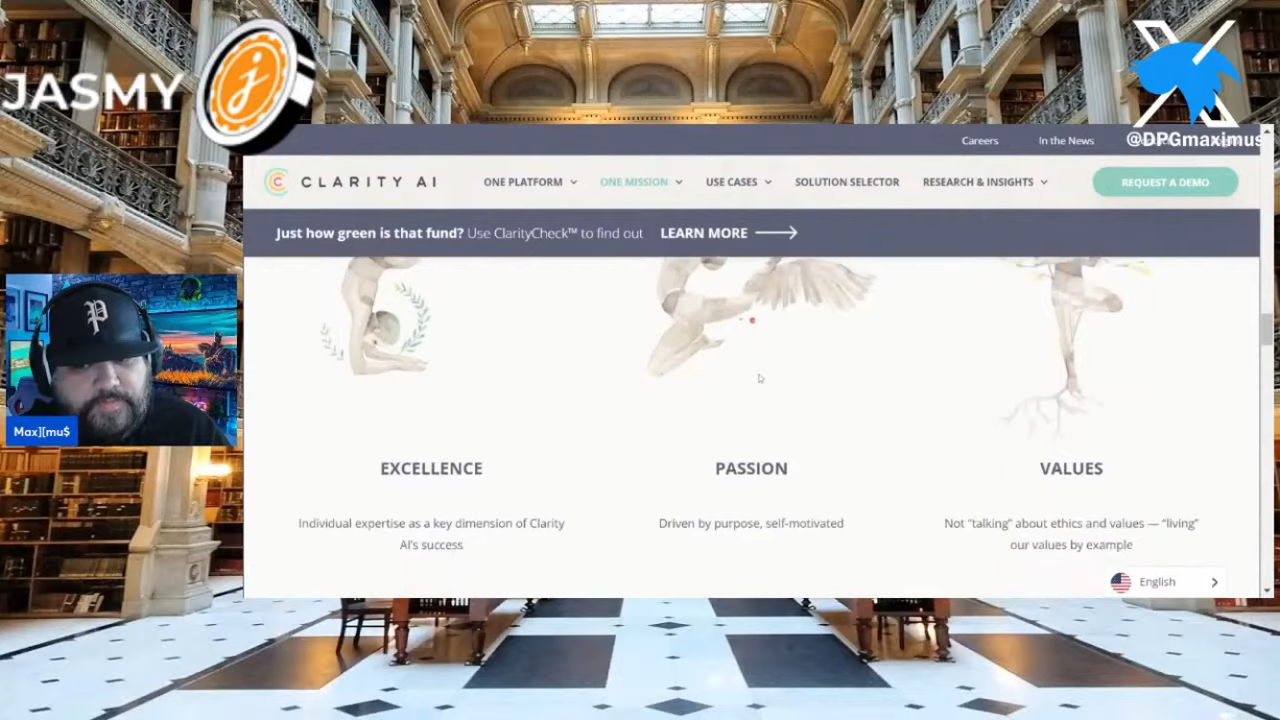 JASMY
@DPGmaximus
Careers
In the News
CLARITY AI
ONE PLATFORM
ONE MISSION
USE CASES
SOLUTION SELECTOR
RESEARCH & INSIGHTS
REQUEST A DEMO
Just how green is that fund? Use ClarityCheck™ to find out LEARN MORE
P
Max][mu$
EXCELLENCE
Individual expertise as a key dimension of Clarity
AI's success
PASSION
Driven by purpose, self-motivated
VALUES
Not “talking” about ethics and values — “living”
our values by example
English